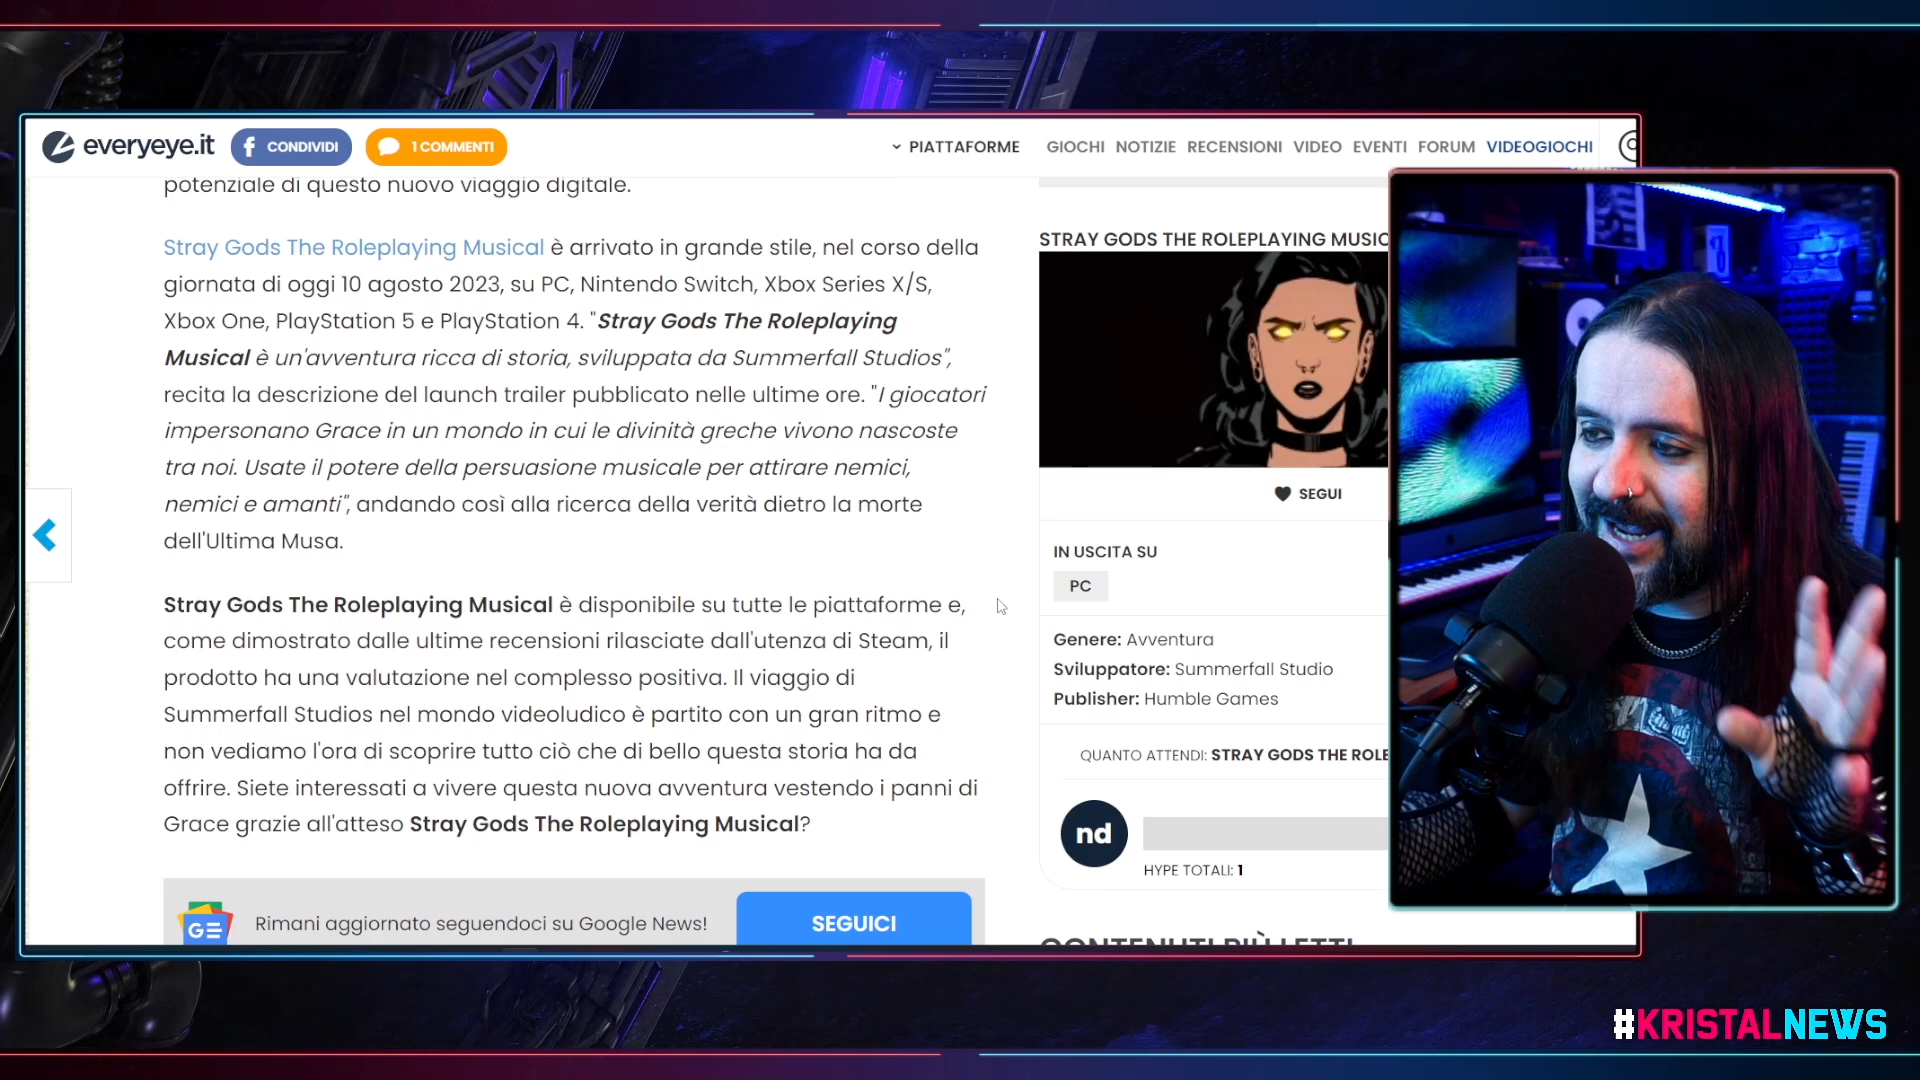 everyeye.it
CONDIVIDI
1 COMMENTI
PIATTAFORME
GIOCHI NOTIZIE RECENSIONI VIDEO EVENTI FORUM VIDEOGIOCHI
potenziale di questo nuovo viaggio digitale.
Stray Gods The Roleplaying Musical è arrivato in grande stile, nel corso della
giornata di oggi 10 agosto 2023, su PC, Nintendo Switch, Xbox Series X/S,
Xbox One, PlayStation 5 e PlayStation 4. "Stray Gods The Roleplaying
Musical è un'avventura ricca di storia, sviluppata da Summerfall Studios",
recita la descrizione del launch trailer pubblicato nelle ultime ore. "I giocatori
impersonano Grace in un mondo in cui le divinità greche vivono nascoste
tra noi. Usate il potere della persuasione musicale per attirare nemici,
nemici e amanti", andando così alla ricerca della verità dietro la morte
dell'Ultima Musa.
Stray Gods The Roleplaying Musical è disponibile su tutte le piattaforme e,
come dimostrato dalle ultime recensioni rilasciate dall'utenza di Steam, il
prodotto ha una valutazione nel complesso positiva. Il viaggio di
Summerfall Studios nel mondo videoludico è partito con un gran ritmo e
non vediamo l'ora di scoprire tutto ciò che di bello questa storia ha da
offrire. Siete interessati a vivere questa nuova avventura vestendo i panni di
Grace grazie all'atteso Stray Gods The Roleplaying Musical?
GE
Rimani aggiornato seguendoci su Google News!
SEGUICI
STRAY GODS THE ROLEPLAYING MUSIC
SEGUI
IN USCITA SU
PC
Genere: Avventura
Sviluppatore: Summerfall Studio
Publisher: Humble Games
QUANTO ATTENDI: STRAY GODS THE ROLE
nd
HYPE TOTALI: 1
CONTENUTI PIÙ LETTI
#KRISTALNEWS